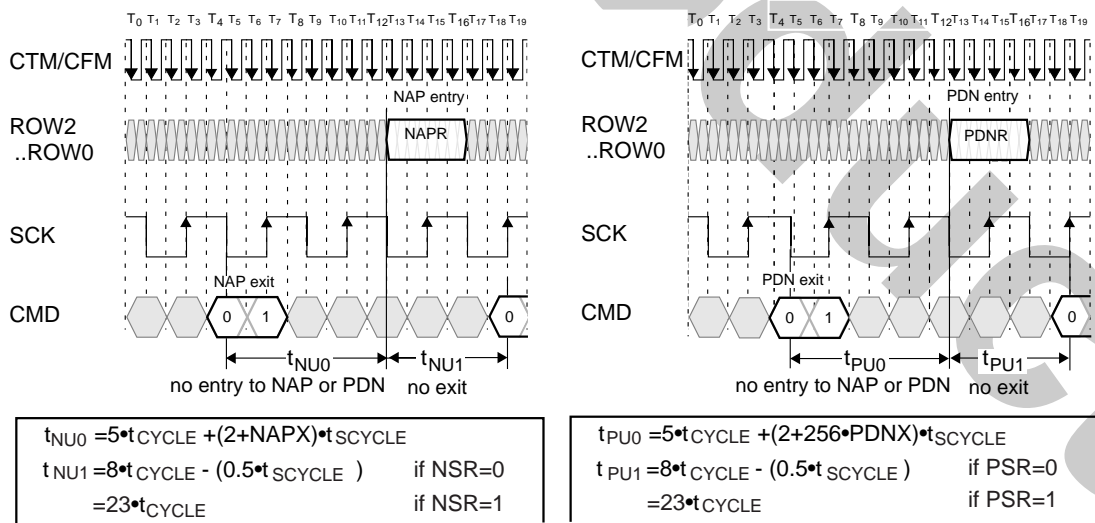 T0 T1 T2 T3 T4 T5 T6 T7 T8 T9 T10 T11 T12 T13 T14 T15 T16 T17 T18 T19
CTM/CFM
NAP entry
ROW2
..ROW0
NAPR
SCK
NAP exit
CMD
0 1 0
tNU0 tNU1
no entry to NAP or PDN no exit
tNU0 =5•tCYCLE +(2+NAPX)•tSCYCLE
tNU1=8•tCYCLE - (0.5•tSCYCLE ) if NSR=0
=23•tCYCLE if NSR=1
T0 T1 T2 T3 T4 T5 T6 T7 T8 T9 T10 T11 T12 T13 T14 T15 T16 T17 T18 T19
CTM/CFM
PDN entry
ROW2
..ROW0
PDNR
SCK
PDN exit
CMD
0 1 0
tPU0 tPU1
no entry to NAP or PDN no exit
tPU0 =5•tCYCLE +(2+256•PDNX)•tSCYCLE
tPU1=8•tCYCLE - (0.5•tSCYCLE ) if PSR=0
=23•tCYCLE if PSR=1